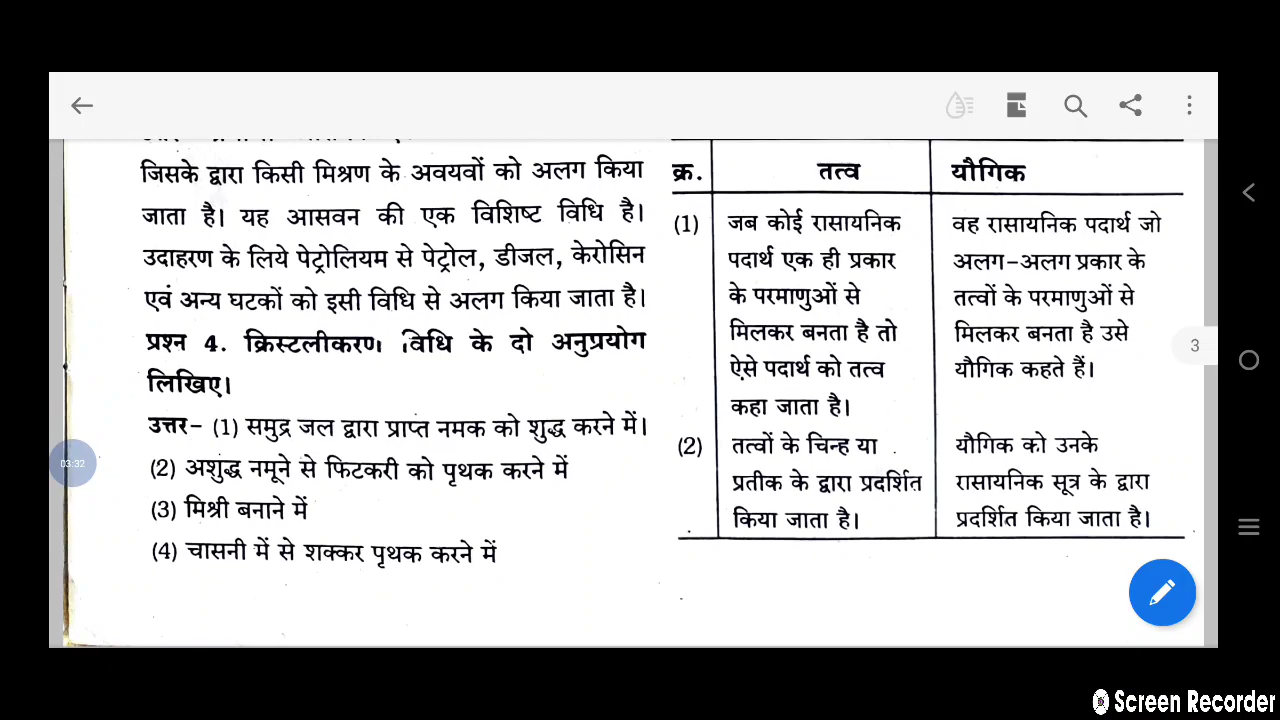 जिसके द्वारा किसी मिश्रण के अवयवों को अलग किया
जाता है। यह आसवन की एक विशिष्ट विधि है।
उदाहरण के लिये पेट्रोलियम से पेट्रोल, डीजल, केरोसिन
एवं अन्य घटकों को इसी विधि से अलग किया जाता है।
प्रश्न 4. क्रिस्टलीकरण विधि के दो अनुप्रयोग
लिखिए।
उत्तर- (1) समुद्र जल द्वारा प्राप्त नमक को शुद्ध करने में।
(2) अशुद्ध नमूने से फिटकरी को पृथक करने में
(3) मिश्री बनाने में
(4) चासनी में से शक्कर पृथक करने में
क्र. तत्व यौगिक
(1) जब कोई रासायनिक वह रासायनिक पदार्थ जो
पदार्थ एक ही प्रकार अलग-अलग प्रकार के
के परमाणुओं से तत्वों के परमाणुओं से
मिलकर बनता है तो मिलकर बनता है उसे
ऐसे पदार्थ को तत्व यौगिक कहते हैं।
कहा जाता है।
(2) तत्वों के चिन्ह या यौगिक को उनके
प्रतीक के द्वारा प्रदर्शित रासायनिक सूत्र के द्वारा
किया जाता है। प्रदर्शित किया जाता है।
3
03:32
Screen Recorder